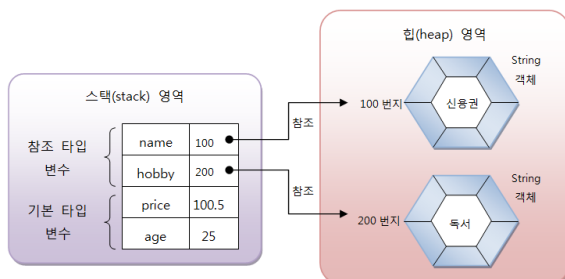 스택(stack) 영역
참조 타입
변수
기본 타입
변수
name 100
hobby 200
price 100.5
age 25
참조
참조
힙(heap) 영역
100 번지
신용권
String
객체
200 번지
독서
String
객체